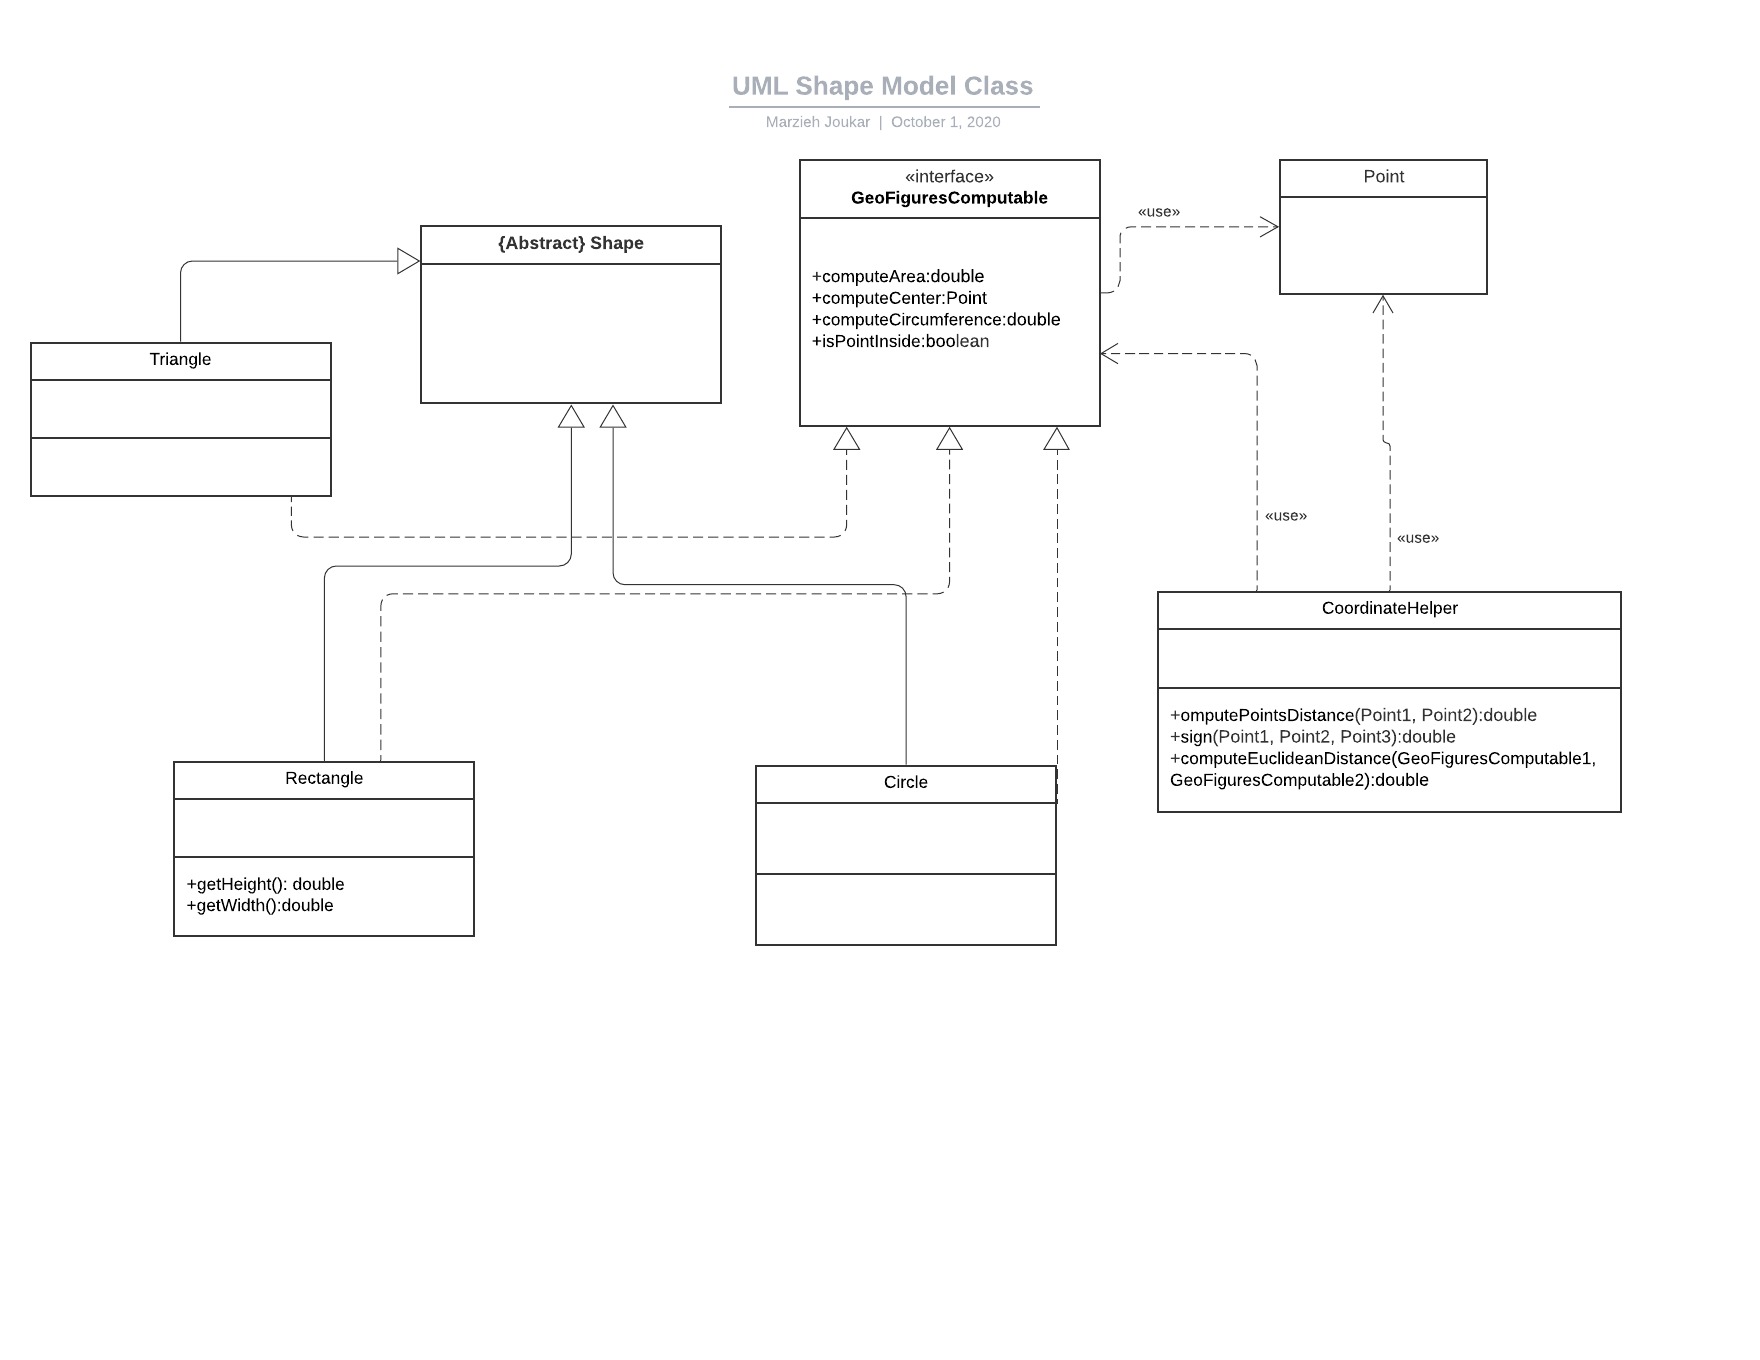 UML Shape Model Class
Marzieh Joukar | October 1, 2020
«interface»
GeoFiguresComputable
+computeArea:double
+computeCenter:Point
+computeCircumference:double
+isPointInside:boolean
Point
«use»
{Abstract} Shape
Triangle
«use»
«use»
CoordinateHelper
+omputePointsDistance(Point1, Point2):double
+sign(Point1, Point2, Point3):double
+computeEuclideanDistance(GeoFiguresComputable1,
GeoFiguresComputable2):double
Rectangle
+getHeight(): double
+getWidth():double
Circle